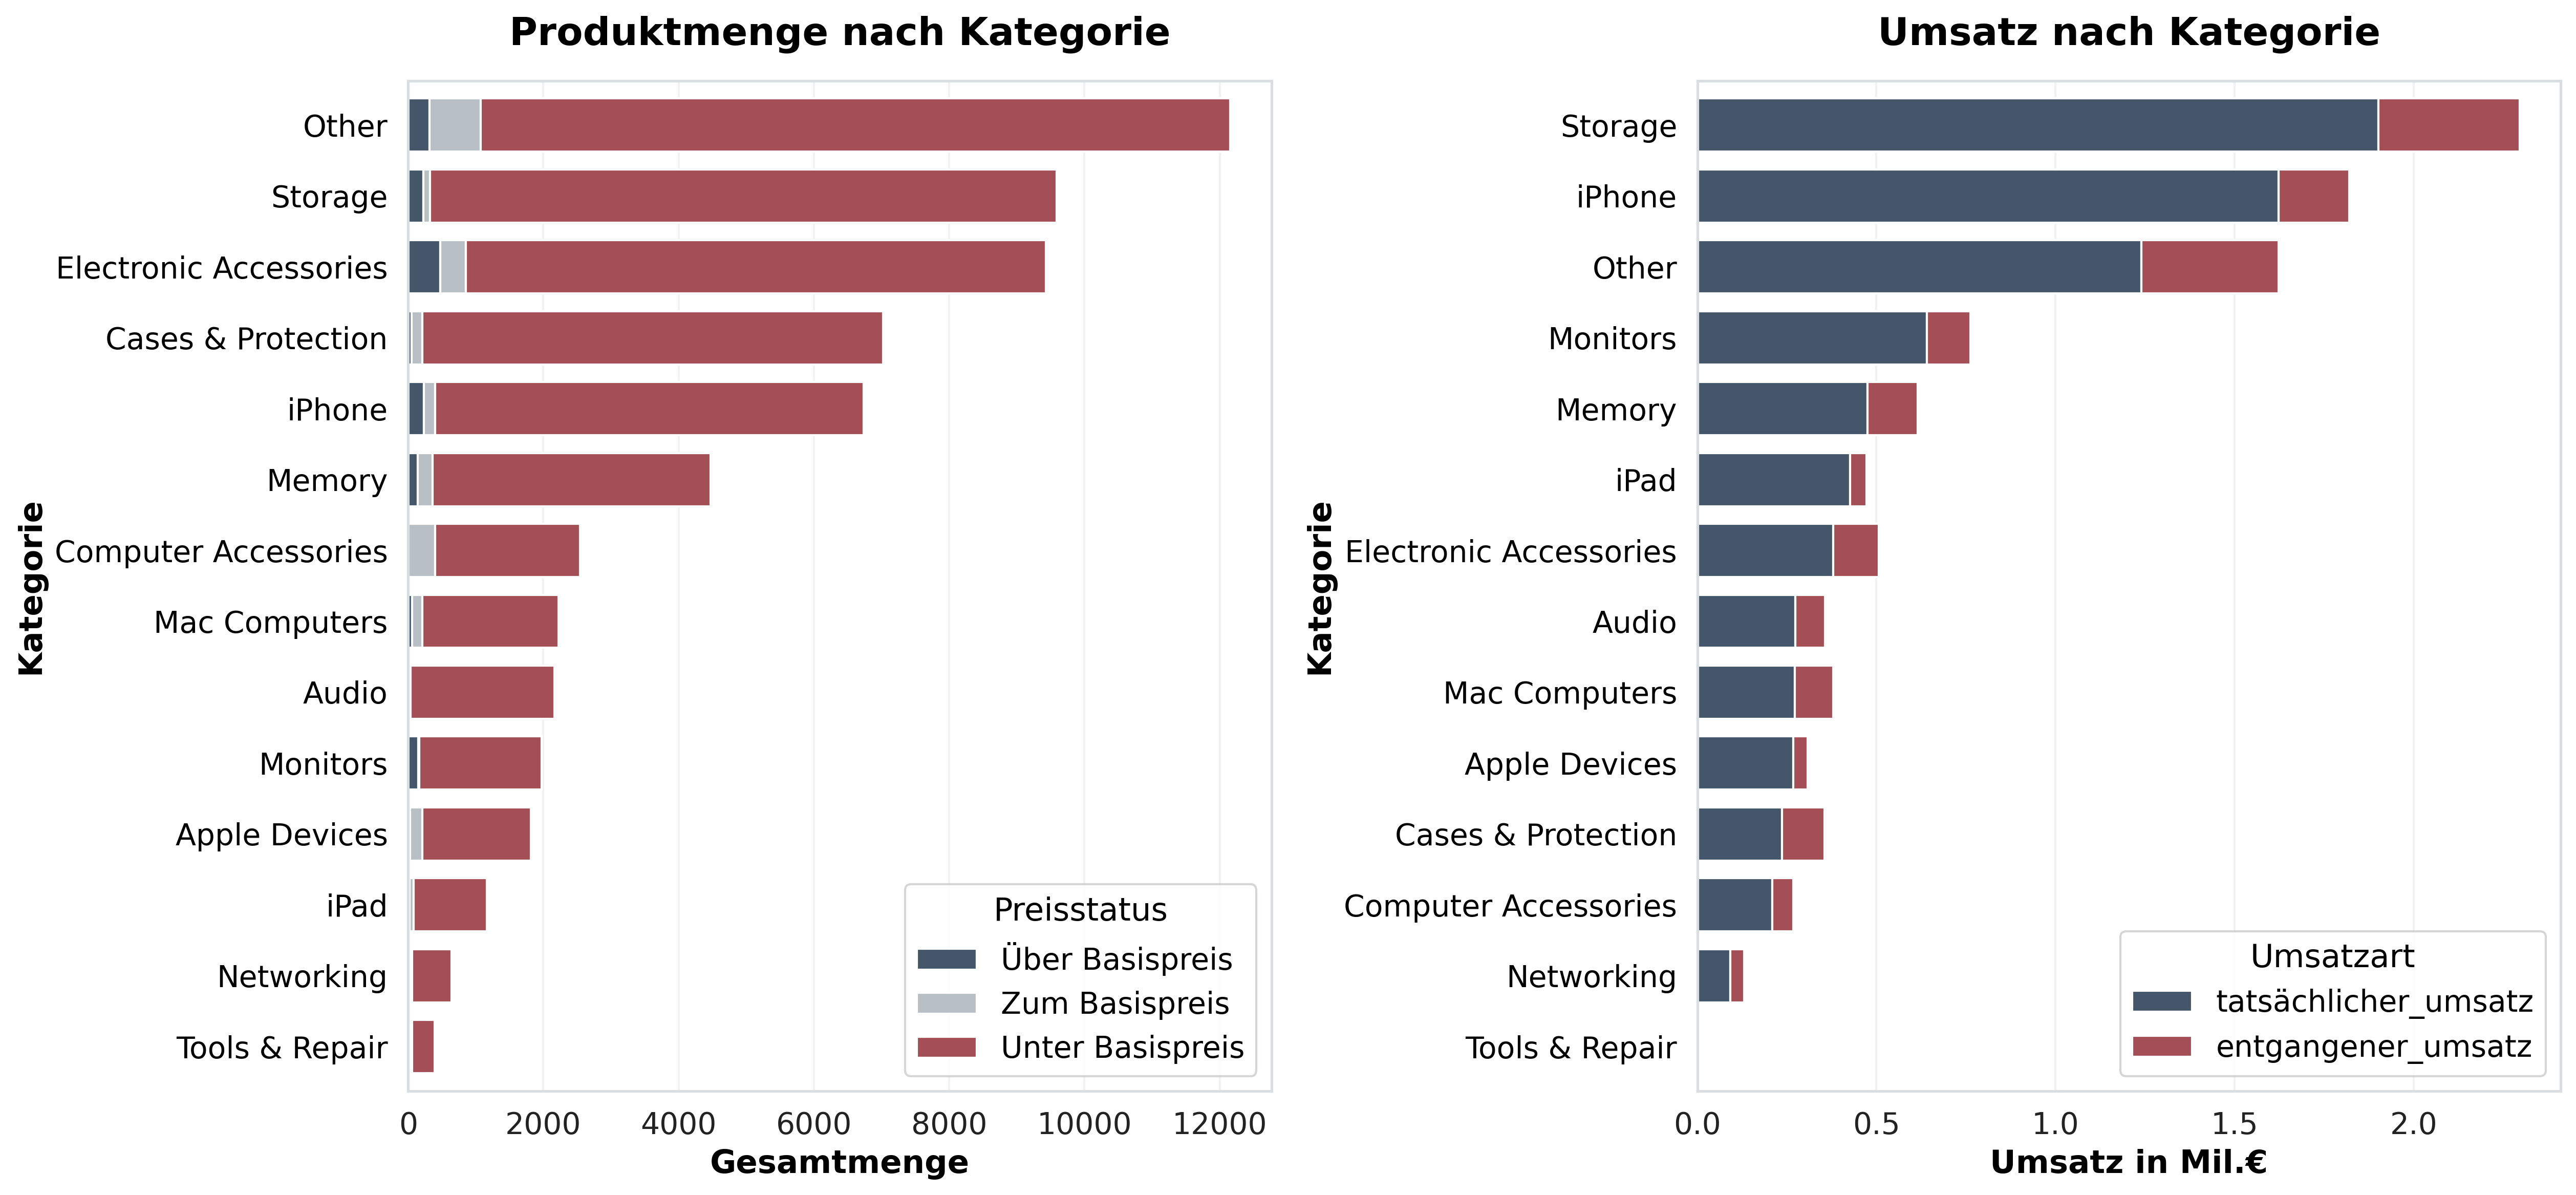 Produktmenge nach Kategorie
Kategorie
Other
Storage
Electronic Accessories
Cases & Protection
iPhone
Memory
Computer Accessories
Mac Computers
Audio
Monitors
Apple Devices
iPad
Networking
Tools & Repair
Preisstatus
Über Basispreis
Zum Basispreis
Unter Basispreis
0 2000 4000 6000 8000 10000 12000
Gesamtmenge
Umsatz nach Kategorie
Kategorie
Storage
iPhone
Other
Monitors
Memory
iPad
Electronic Accessories
Audio
Mac Computers
Apple Devices
Cases & Protection
Computer Accessories
Networking
Tools & Repair
Umsatzart
tatsächlicher_umsatz
entgangener_umsatz
0.0 0.5 1.0 1.5 2.0
Umsatz in Mil.€